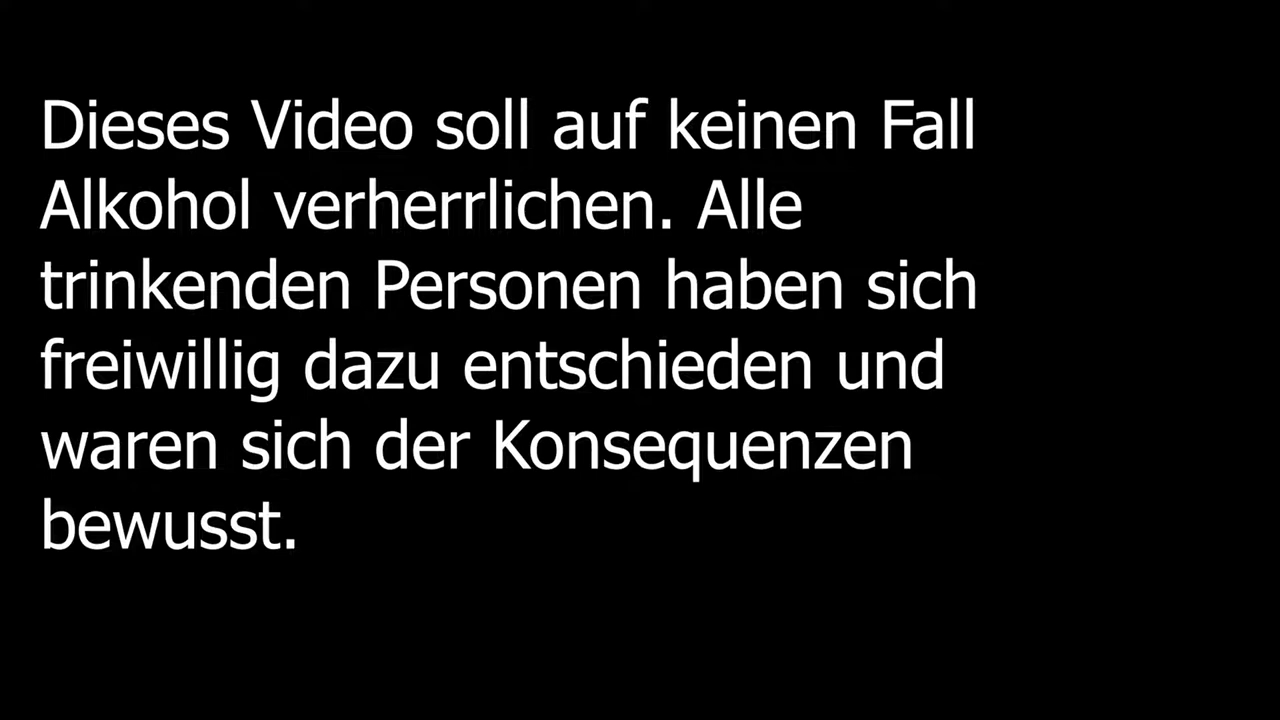 Dieses Video soll auf keinen Fall
Alkohol verherrlichen. Alle
trinkenden Personen haben sich
freiwillig dazu entschieden und
waren sich der Konsequenzen
bewusst.